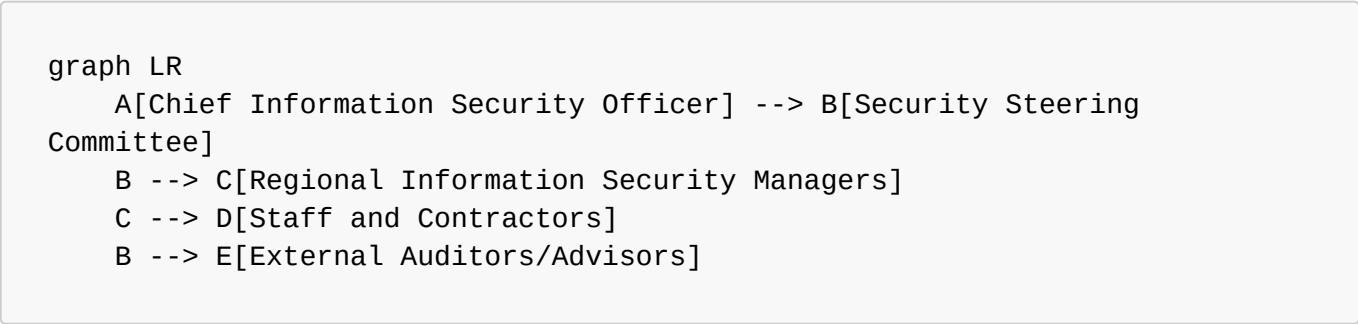 graph LR
    A[Chief Information Security Officer] --> B[Security Steering
Committee]
    B --> C[Regional Information Security Managers]
    C --> D[Staff and Contractors]
    B --> E[External Auditors/Advisors]